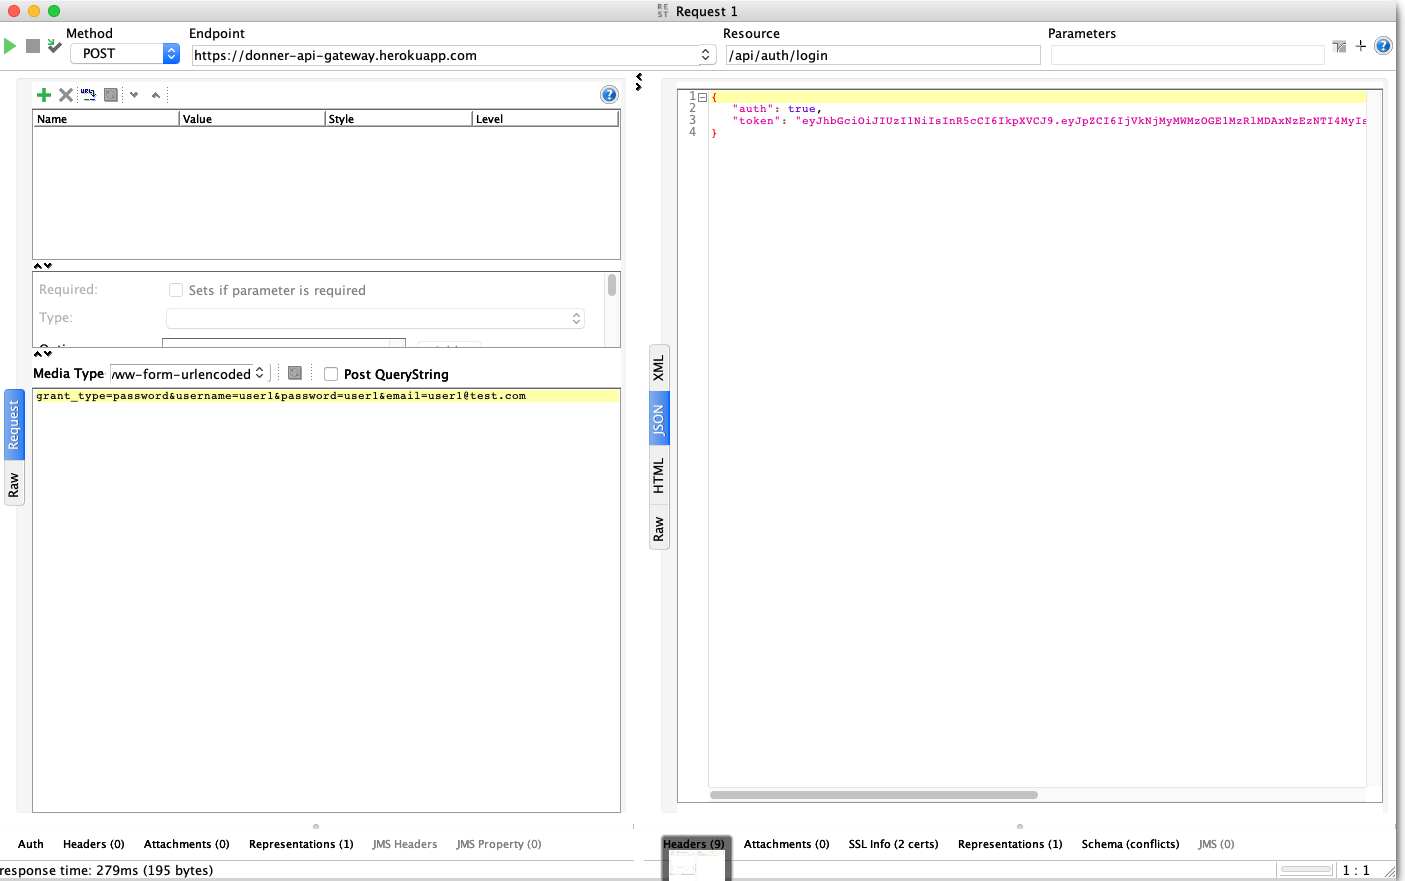 REST Request 1
Method Endpoint Resource Parameters
POST https://donner-api-gateway.herokuapp.com /api/auth/login
Name Value Style Level
Required: Sets if parameter is required
Type:
Media Type ww-form-urlencoded Post QueryString
grant_type=password&username=user1&password=user1&email=user1@test.com
Request
Raw
XML
JSON
HTML
Raw
1 {
2 "auth": true,
3 "token": "eyJhbGciOiJIUzI1NiIsInR5cCI6IkpXVCJ9.eyJpZCI6IjVkNjMyMWMzOGE1MzRlMDAxNzEzNTI4MyIs
4 }
Auth Headers (0) Attachments (0) Representations (1) JMS Headers JMS Property (0)
Headers (9) Attachments (0) SSL Info (2 certs) Representations (1) Schema (conflicts) JMS (0)
response time: 279ms (195 bytes)
1 : 1